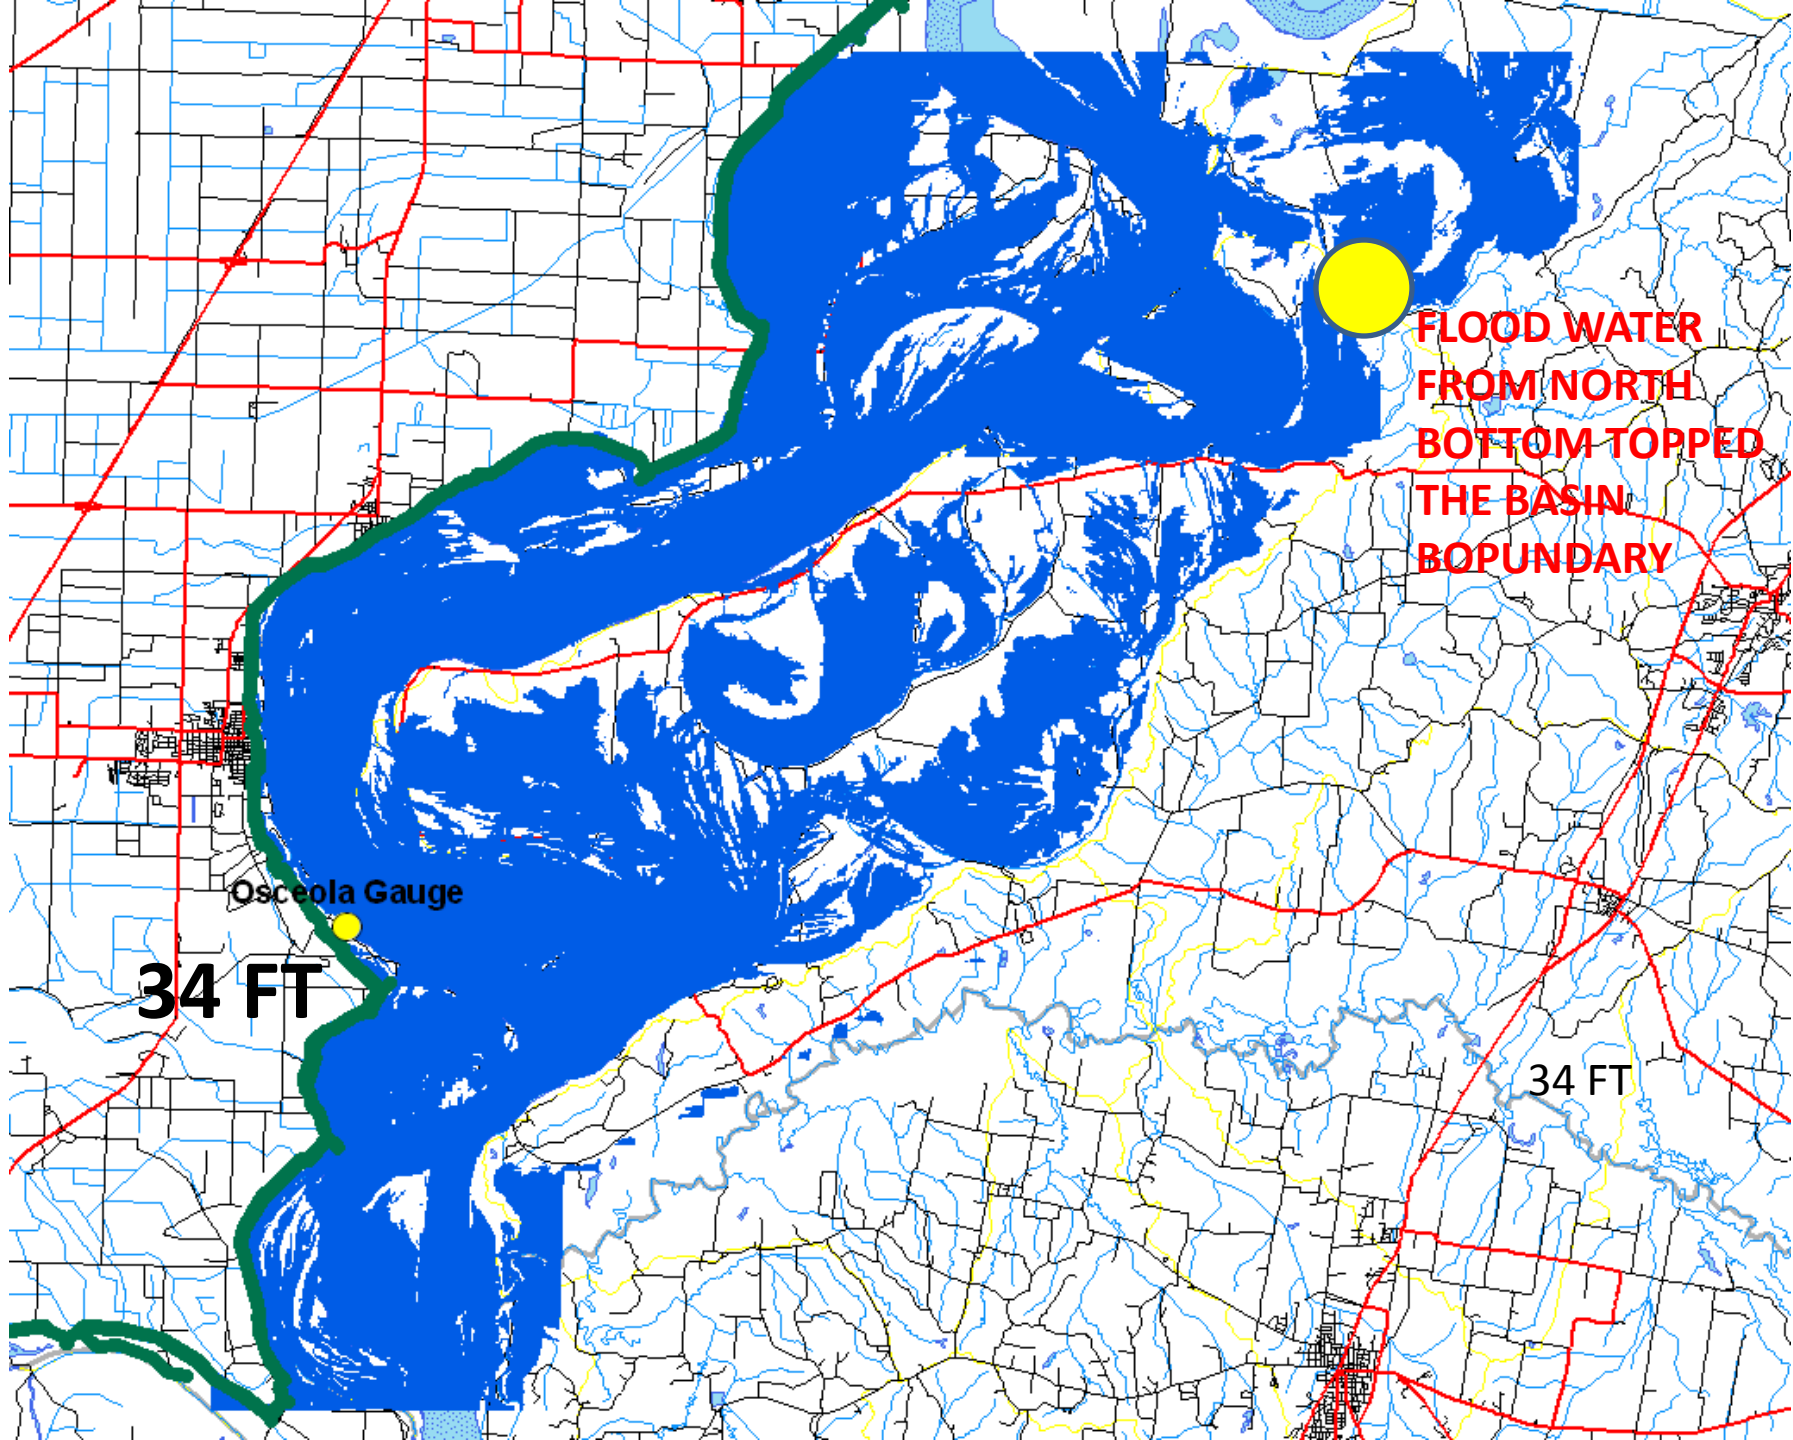 FLOOD WATER
FROM NORTH
BOTTOM TOPPED
THE BASIN
BOPUNDARY
Osceola Gauge
34 FT
34 FT